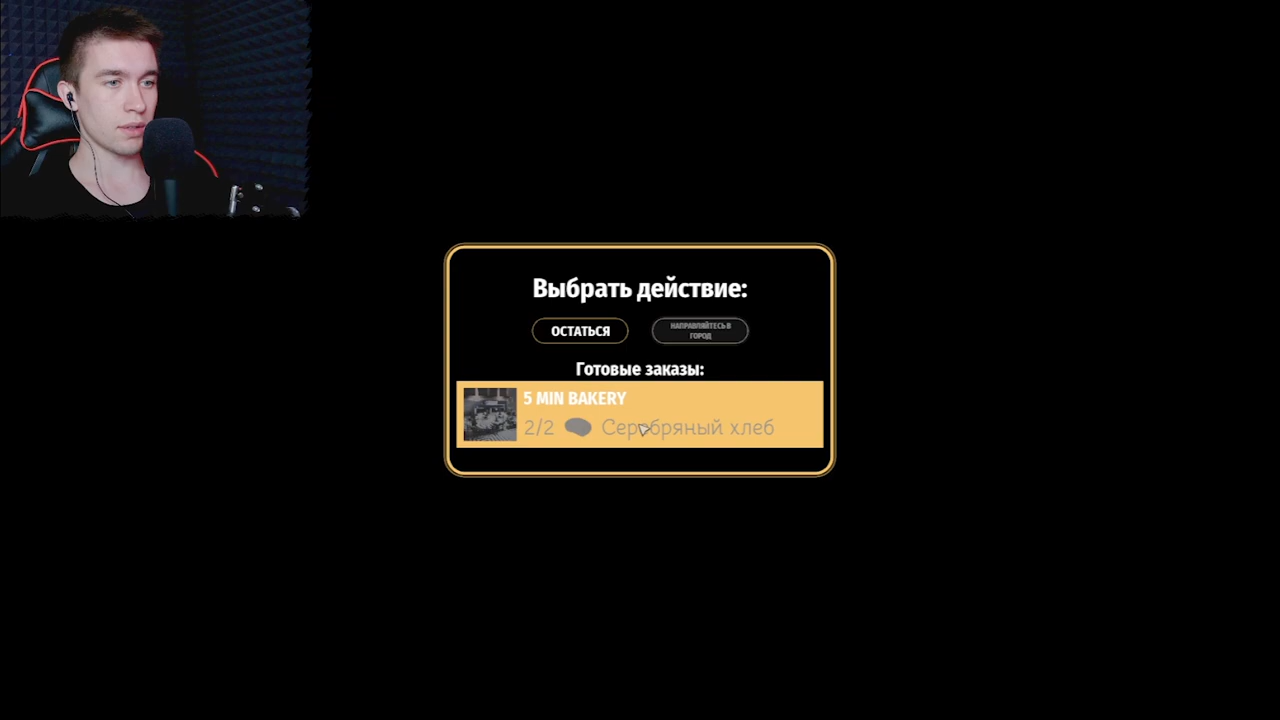 Выбрать действие:
ОСТАТЬСЯ
НАПРАВЛЯЙТЕСЬ В
ГОРОД
Готовые заказы:
5 MIN BAKERY
2/2 Серебряный хлеб